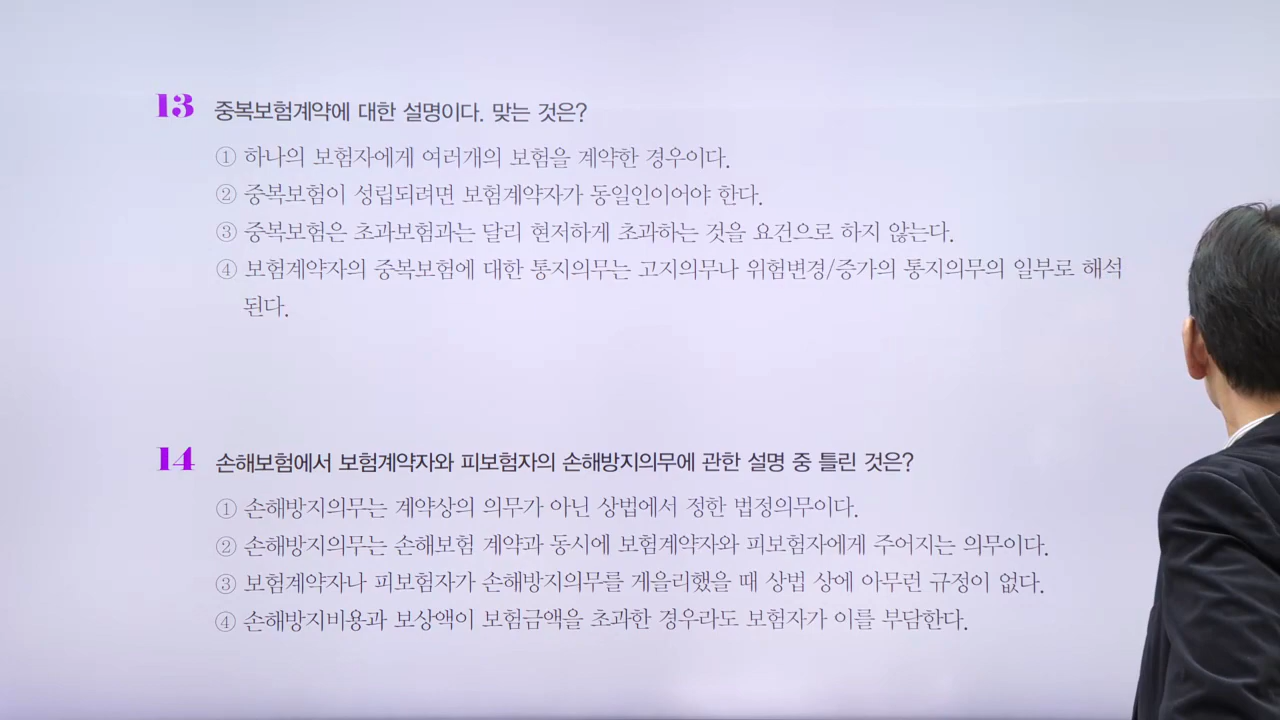 13 중복보험계약에 대한 설명이다. 맞는 것은?
① 하나의 보험자에게 여러개의 보험을 계약한 경우이다.
② 중복보험이 성립되려면 보험계약자가 동일인이어야 한다.
③ 중복보험은 초과보험과는 달리 현저하게 초과하는 것을 요건으로 하지 않는다.
④ 보험계약자의 중복보험에 대한 통지의무는 고지의무나 위험변경/증가의 통지의무의 일부로 해석
된다.
14 손해보험에서 보험계약자와 피보험자의 손해방지의무에 관한 설명 중 틀린 것은?
① 손해방지의무는 계약상의 의무가 아닌 상법에서 정한 법정의무이다.
② 손해방지의무는 손해보험 계약과 동시에 보험계약자와 피보험자에게 주어지는 의무이다.
③ 보험계약자나 피보험자가 손해방지의무를 게을리했을 때 상법 상에 아무런 규정이 없다.
④ 손해방지비용과 보상액이 보험금액을 초과한 경우라도 보험자가 이를 부담한다.